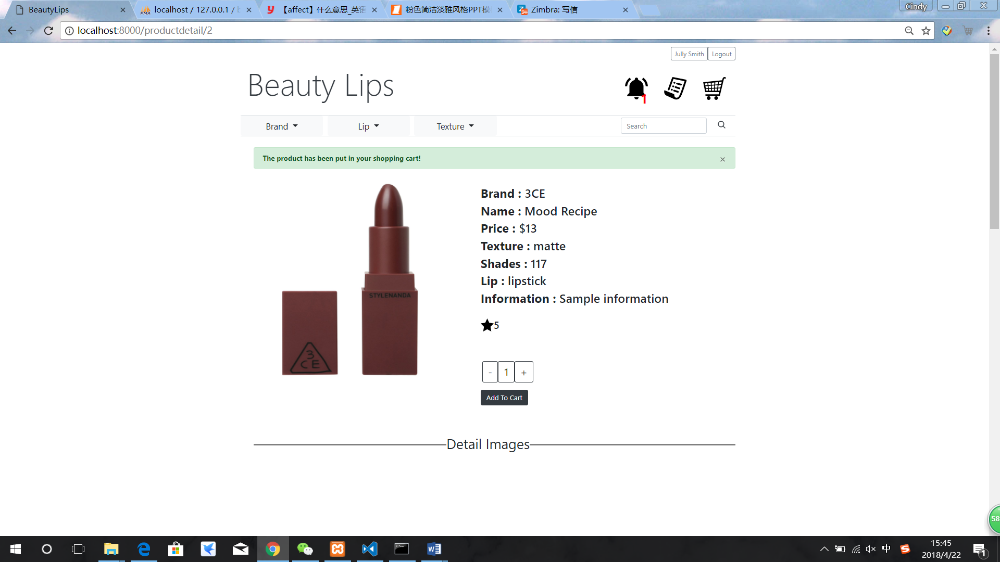 BeautyLips
localhost / 127.0.0.1 / b
【affect】什么意思_英语
粉色简洁淡雅风格PPT模
Zimbra: 写信
Cindy
localhost:8000/productdetail/2
Jully Smith
Logout
Beauty Lips
1
Brand
Lip
Texture
Search
The product has been put in your shopping cart!
×
Brand : 3CE
Name : Mood Recipe
Price : $13
Texture : matte
Shades : 117
Lip : lipstick
Information : Sample information
STYLENANDA
3
CE
5
- 1 +
Add To Cart
Detail Images
58
中
15:45
2018/4/22
1